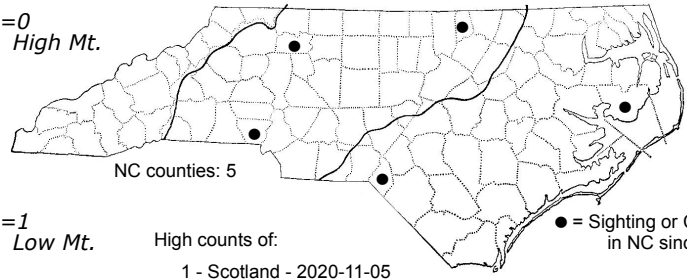 =0
High Mt.
NC counties: 5
=1
Low Mt.
High counts of:
1 - Scotland - 2020-11-05
● = Sighting or
in NC